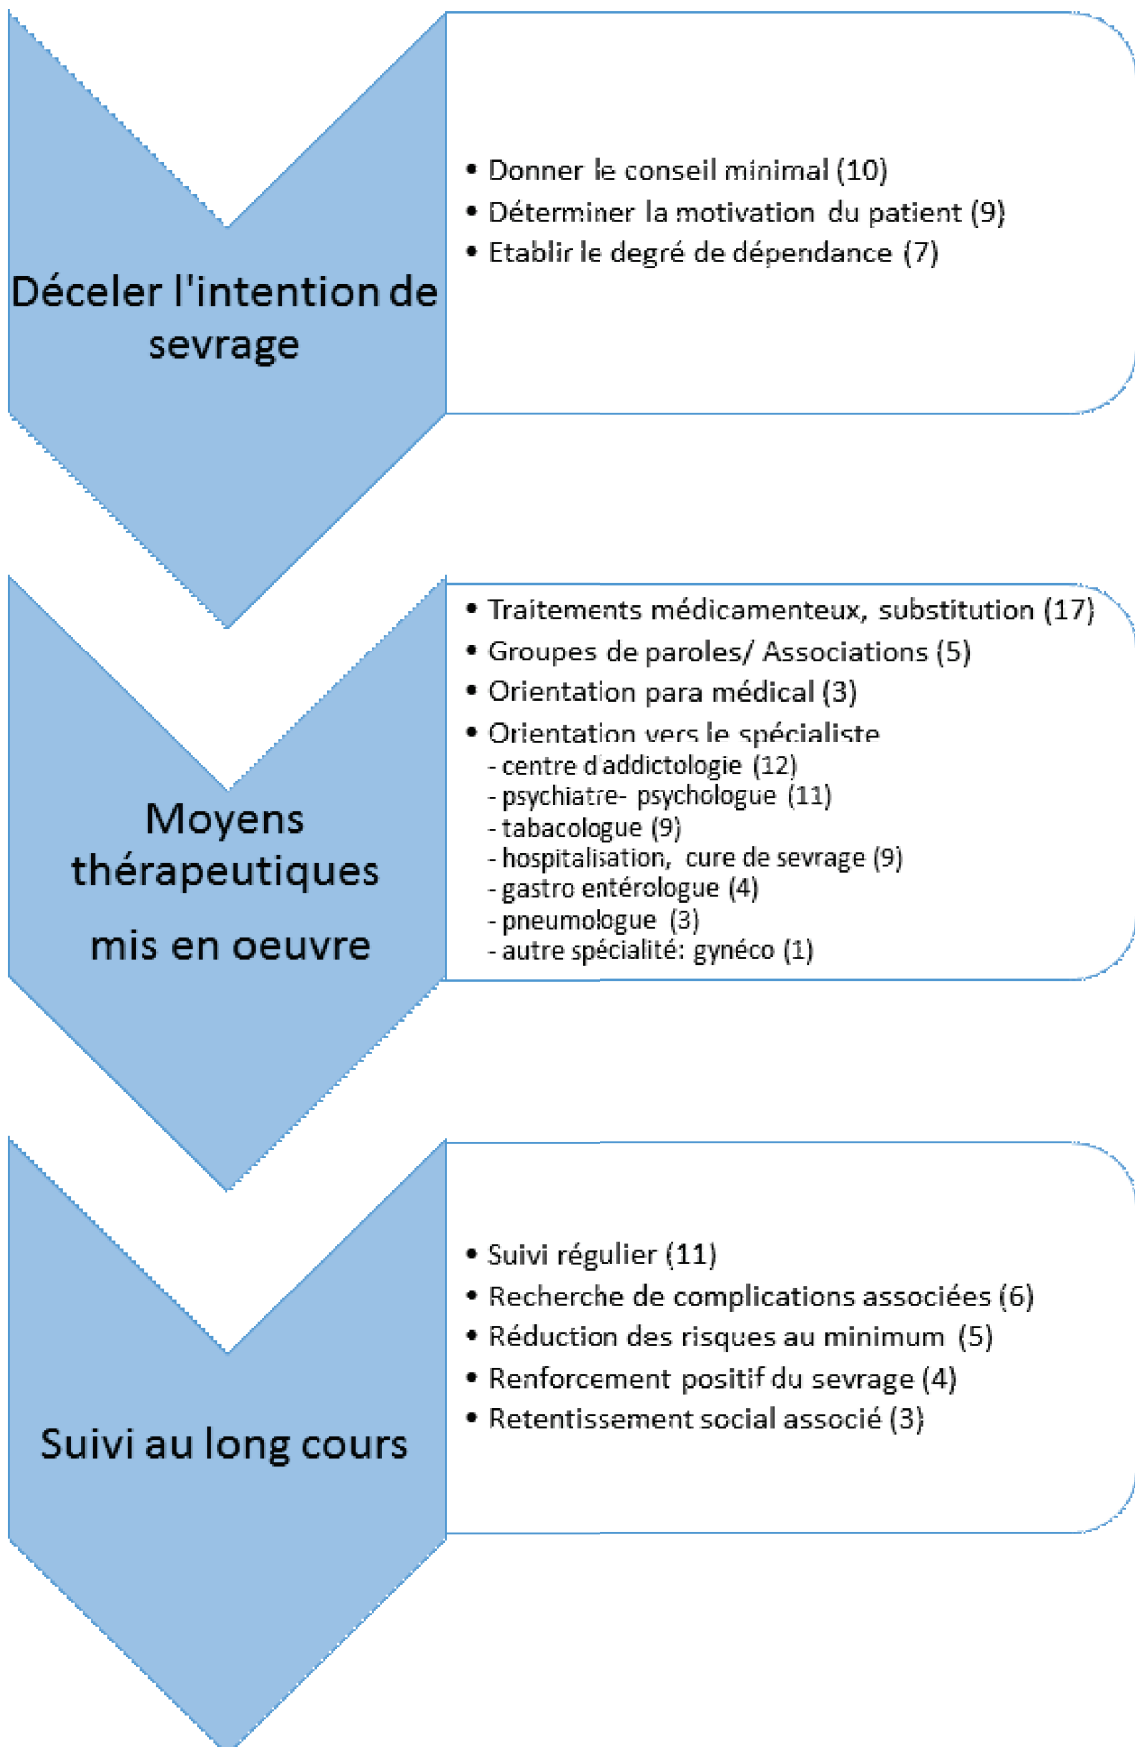 Déceler l'intention de
sevrage
• Donner le conseil minimal (10)
• Déterminer la motivation du patient (9)
• Etablir le degré de dépendance (7)
Moyens
thérapeutiques
mis en oeuvre
• Traitements médicamenteux, substitution (17)
• Groupes de paroles/ Associations (5)
• Orientation para médical (3)
• Orientation vers le spécialiste
- centre d'addictologie (12)
- psychiatre- psychologue (11)
- tabacologue (9)
- hospitalisation, cure de sevrage (9)
- gastro entérologue (4)
- pneumologue (3)
- autre spécialité: gynéco (1)
Suivi au long cours
• Suivi régulier (11)
• Recherche de complications associées (6)
• Réduction des risques au minimum (5)
• Renforcement positif du sevrage (4)
• Retentissement social associé (3)